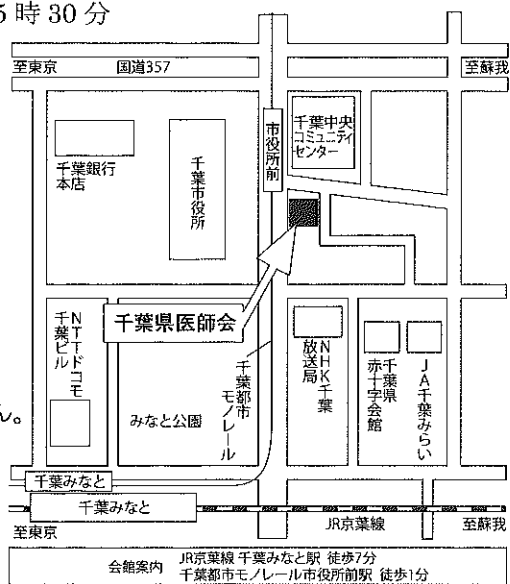 5時30分
至東京
国道357
至蘇我
千葉銀行
本店
千葉市役所
市役所前
千葉中央
コミュニティ
センター
千葉県医師会
NTTドコモ
千葉ビル
みなと公園
千葉都市
モノレール
NHK千葉
放送局
千葉県
赤十字会館
JA千葉みらい
ん。
千葉みなと
千葉みなと
至東京
JR京葉線
至蘇我
会館案内
JR京葉線 千葉みなと駅 徒歩7分
千葉都市モノレール市役所前駅 徒歩1分